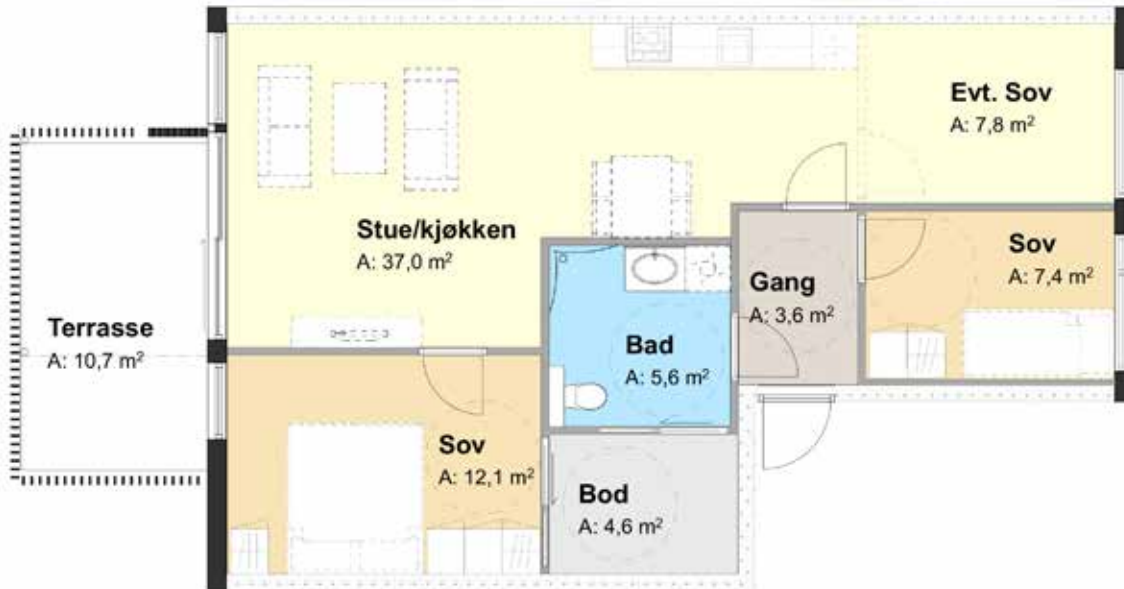 Evt. Sov
A: 7,8 m²
Stue/kjøkken
A: 37,0 m²
Sov
A: 7,4 m²
Gang
A: 3,6 m²
Terrasse
A: 10,7 m²
Bad
A: 5,6 m²
Sov
A: 12,1 m²
Bod
A: 4,6 m²